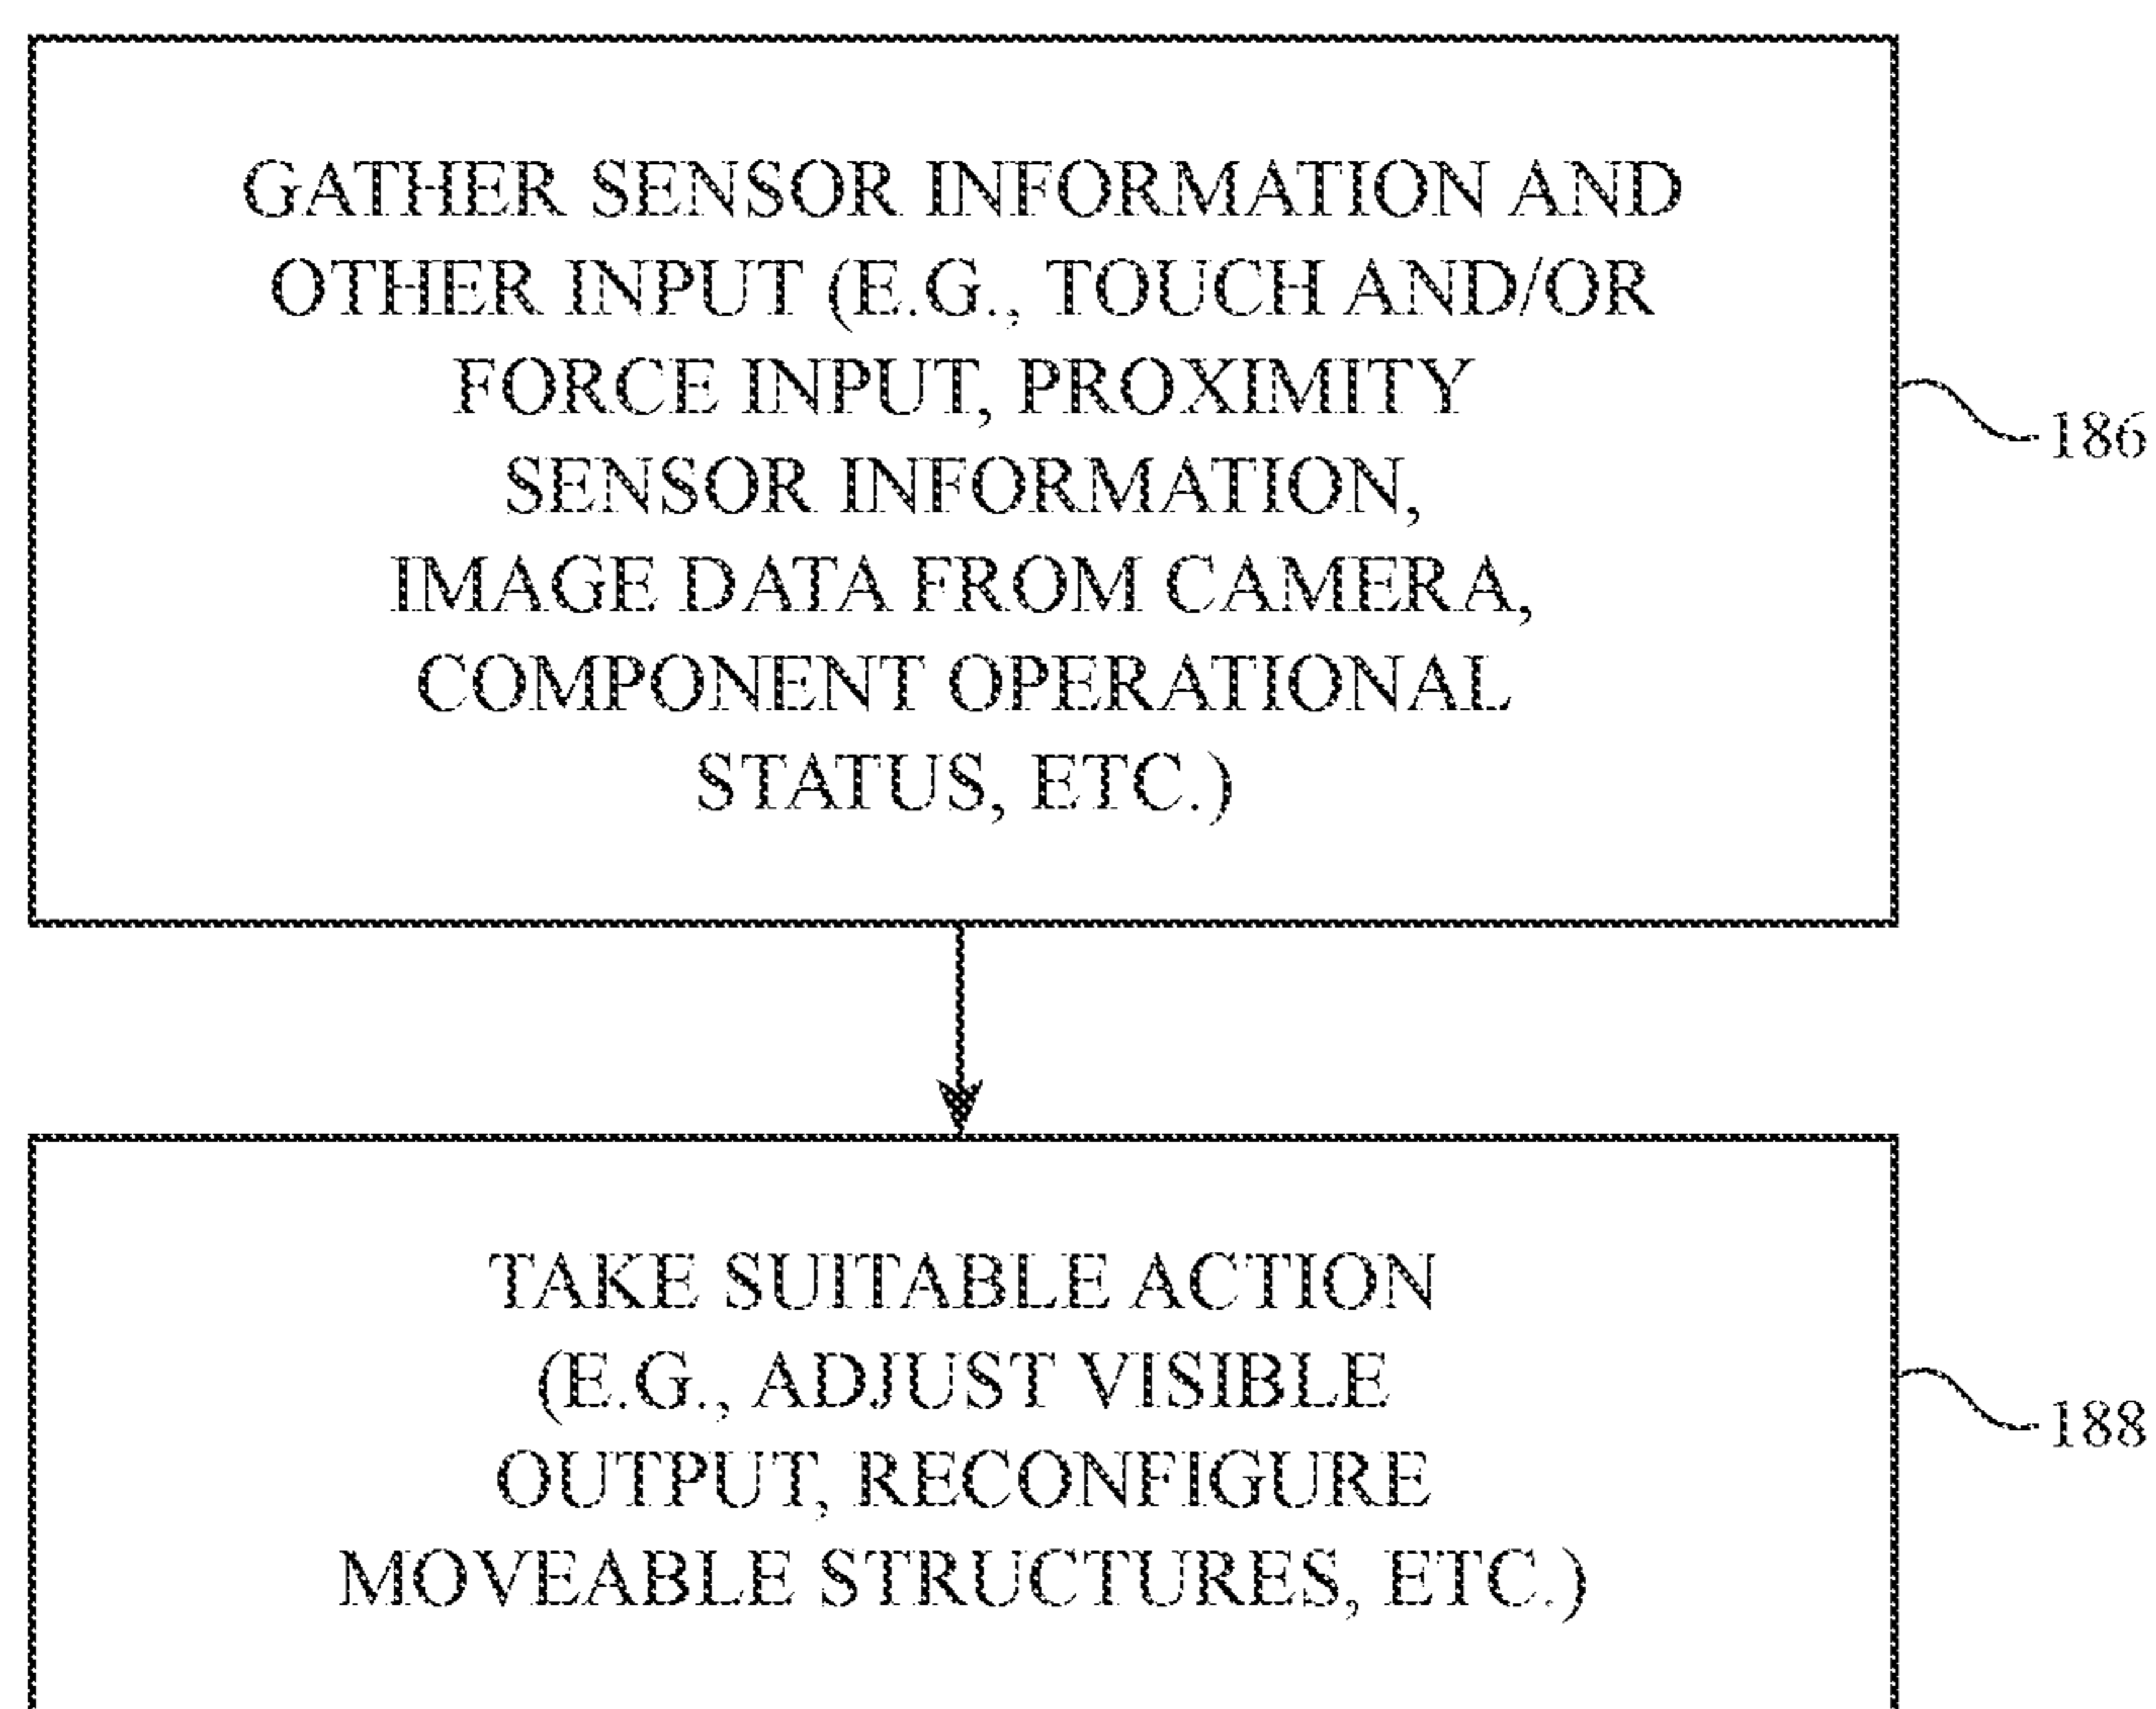 GATHER SENSOR INFORMATION AND
OTHER INPUT (E.G., TOUCH AND/OR
FORCE INPUT, PROXIMITY
SENSOR INFORMATION,
IMAGE DATA FROM CAMERA,
COMPONENT OPERATIONAL
STATUS, ETC.)
186
TAKE SUITABLE ACTION
(E.G., ADJUST VISIBLE
OUTPUT, RECONFIGURE
MOVEABLE STRUCTURES, ETC.)
188